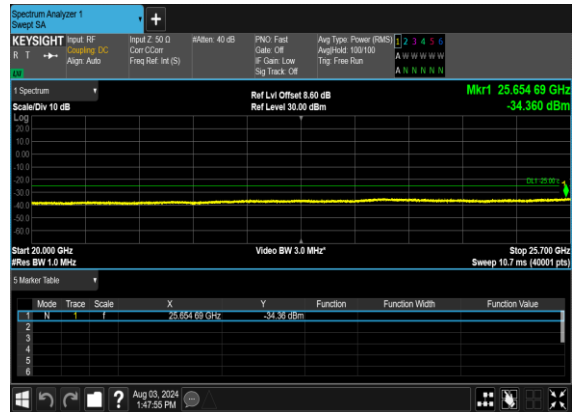 Spectrum Analyzer 1
Swept SA
+
KEYSIGHT Input: RF Input Z: 50 Ω #Atten: 40 dB PNO: Fast Avg Type: Power (RMS) 1 2 3 4 5 6
R T Coupling: DC Corr CCorr Gate: Off Avg|Hold: 100/100 A W W W W W
Align: Auto Freq Ref: Int (S) IF Gain: Low Trig: Free Run
Sig Track: Off A N N N N N
1 Spectrum Ref Lvl Offset 8.60 dB Mkr1 25.654 69 GHz
Scale/Div 10 dB Ref Level 30.00 dBm -34.360 dBm
Log
20.0
10.0
0.00
-10.0
-20.0
DL1 -25.00
-30.0
-40.0
-50.0
-60.0
Start 20.000 GHz Video BW 3.0 MHz* Stop 25.700 GHz
#Res BW 1.0 MHz Sweep 10.7 ms (40001 pts)
5 Marker Table
Mode Trace Scale X Y Function Function Width Function Value
1 N 1 f 25.654 69 GHz -34.36 dBm
2
3
4
5
6
? Aug 03, 2024
1:47:55 PM